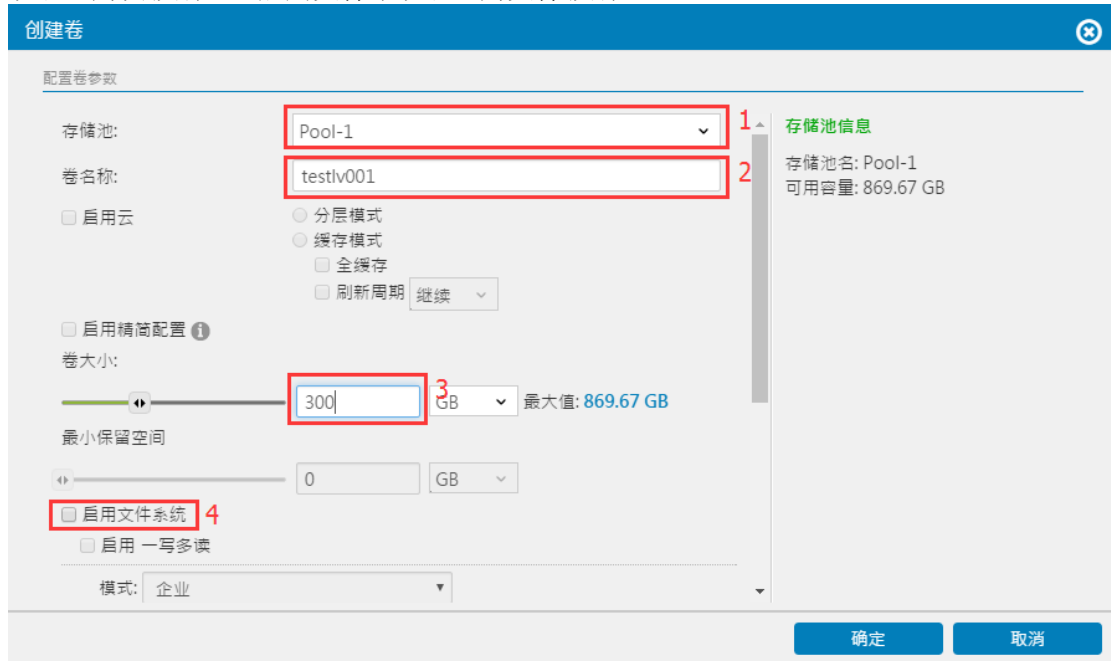 创建卷
配置卷参数
存储池: Pool-1 1
卷名称: testlv001 2
启用云 分层模式
缓存模式
全缓存
刷新周期 继续
启用精简配置
卷大小:
300 3 GB 最大值: 869.67 GB
最小保留空间
0 GB
启用文件系统 4
启用 一写多读
模式: 企业
存储池信息
存储池名: Pool-1
可用容量: 869.67 GB
确定 取消